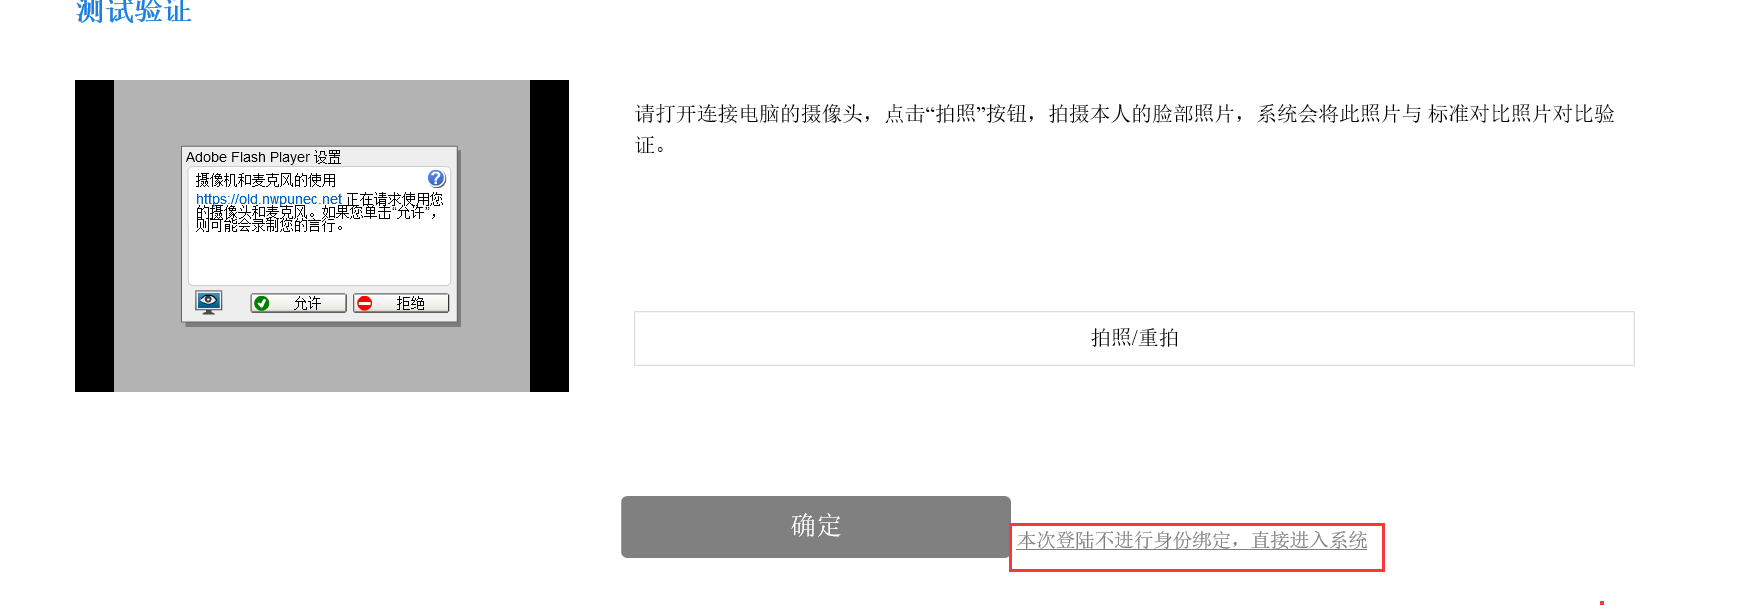 测试验证
请打开连接电脑的摄像头，点击“拍照”按钮，拍摄本人的脸部照片，系统会将此照片与 标准对比照片对比验
证。
Adobe Flash Player 设置
摄像机和麦克风的使用
https://old.nwpunec.net 正在请求使用您
的摄像头和麦克风。如果您单击“允许”，
则可能会录制您的言行。
允许
拒绝
拍照/重拍
确定
本次登陆不进行身份绑定，直接进入系统